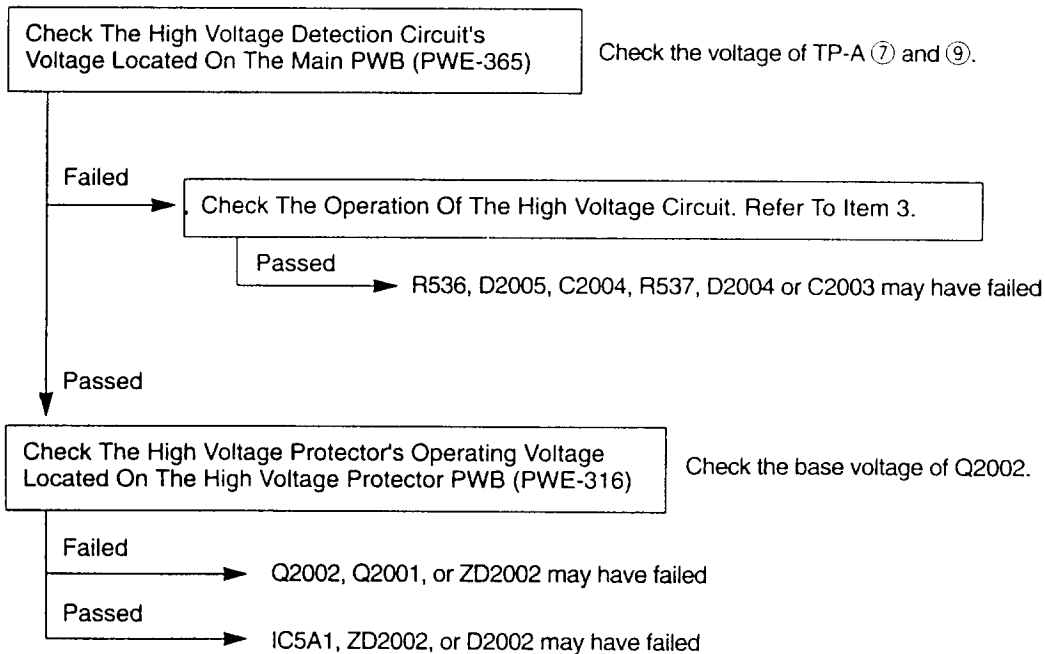 Check The High Voltage Detection Circuit's
Voltage Located On The Main PWB (PWE-365)
Check the voltage of TP-A ⑦ and ⑨.
Failed
Check The Operation Of The High Voltage Circuit. Refer To Item 3.
Passed
R536, D2005, C2004, R537, D2004 or C2003 may have failed
Passed
Check The High Voltage Protector's Operating Voltage
Located On The High Voltage Protector PWB (PWE-316)
Check the base voltage of Q2002.
Failed
Q2002, Q2001, or ZD2002 may have failed
Passed
IC5A1, ZD2002, or D2002 may have failed